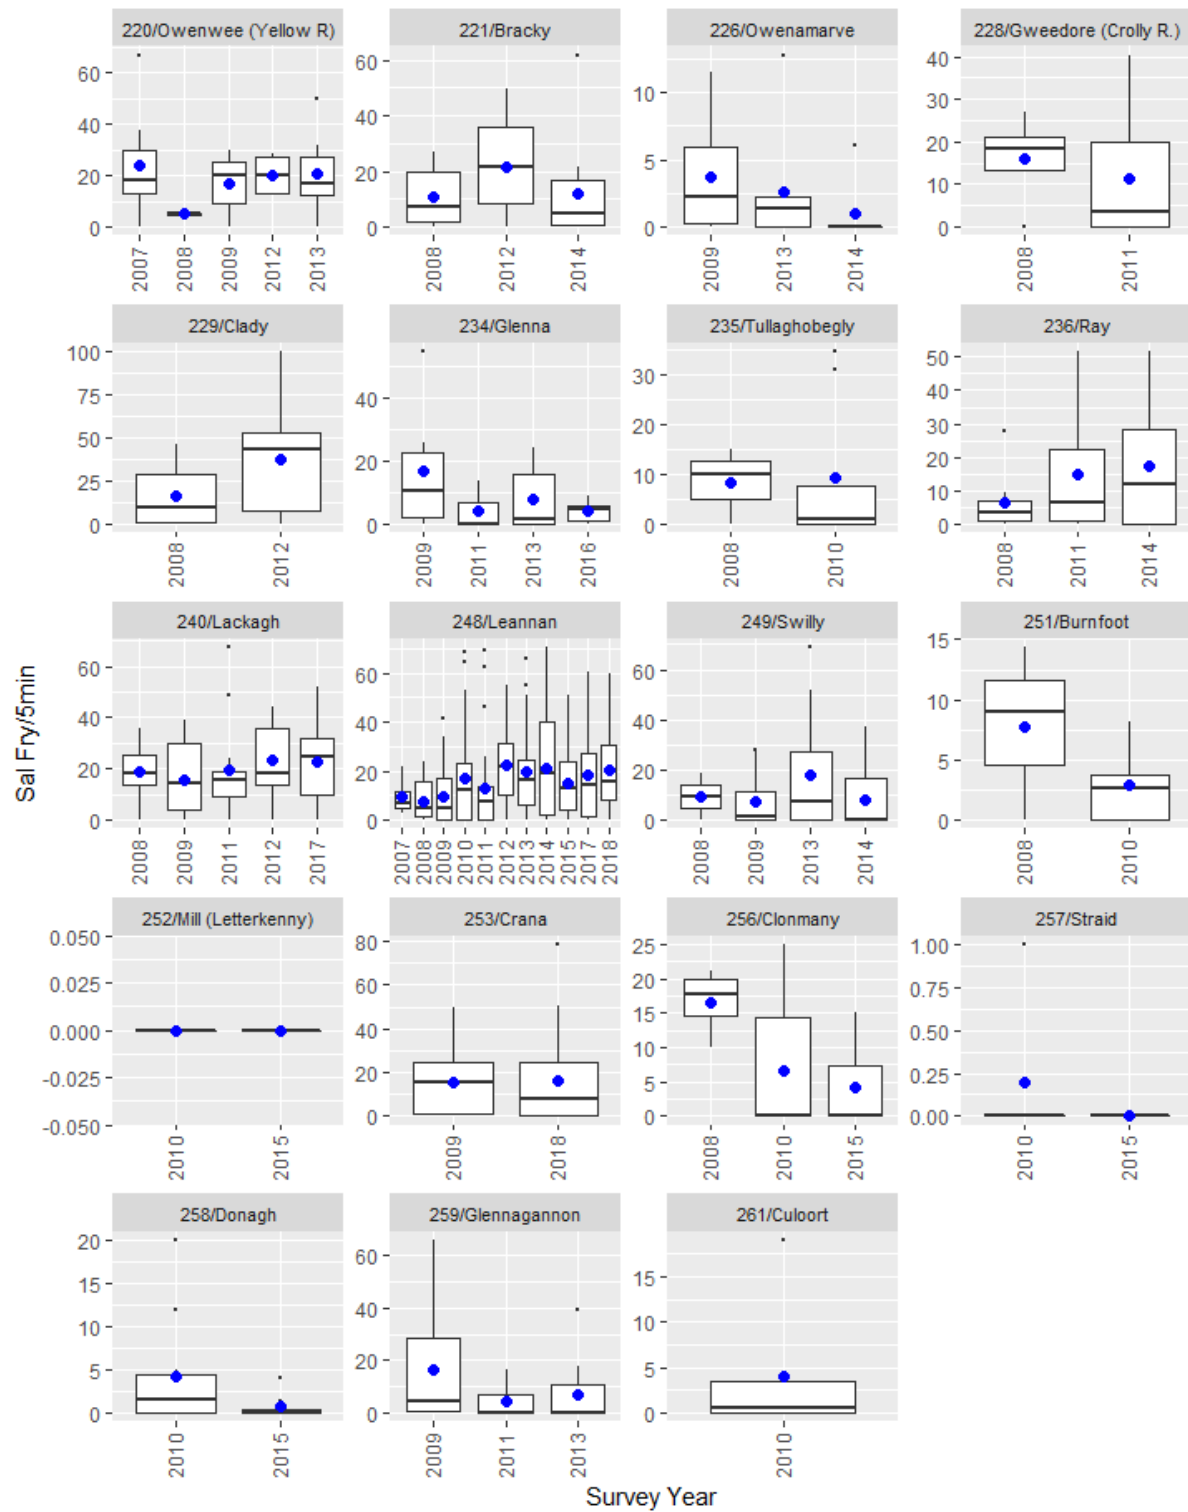 220/Owenwee (Yellow R) 221/Bracky 226/Owenamarve 228/Gweedore (Crolly R.)
60 40 20 0
60 40 20 0
10 5 0
40 30 20 10 0
2007 2008 2009 2012 2013
2008 2012 2014
2009 2013 2014
2008 2011
229/Clady 234/Glenna 235/Tullaghobegly 236/Ray
100 75 50 25 0
40 20 0
30 20 10 0
50 40 30 20 10 0
2008 2012
2009 2011 2013 2016
2008 2010
2008 2011 2014
Sal Fry/5min
240/Lackagh 248/Leannan 249/Swilly 251/Burnfoot
60 40 20 0
60 40 20 0
60 40 20 0
15 10 5 0
2008 2009 2011 2012 2017
2007 2008 2009 2010 2011 2012 2013 2014 2015 2017 2018
2008 2009 2013 2014
2008 2010
252/Mill (Letterkenny) 253/Crana 256/Clonmany 257/Straid
0.050 0.025 0.000 -0.025 -0.050
80 60 40 20 0
25 20 15 10 5 0
1.00 0.75 0.50 0.25 0.00
2010 2015
2009 2018
2008 2010 2015
2010 2015
258/Donagh 259/Glennagannon 261/Culoort
20 15 10 5 0
60 40 20 0
15 10 5 0
2010 2015
2009 2011 2013
2010
Survey Year